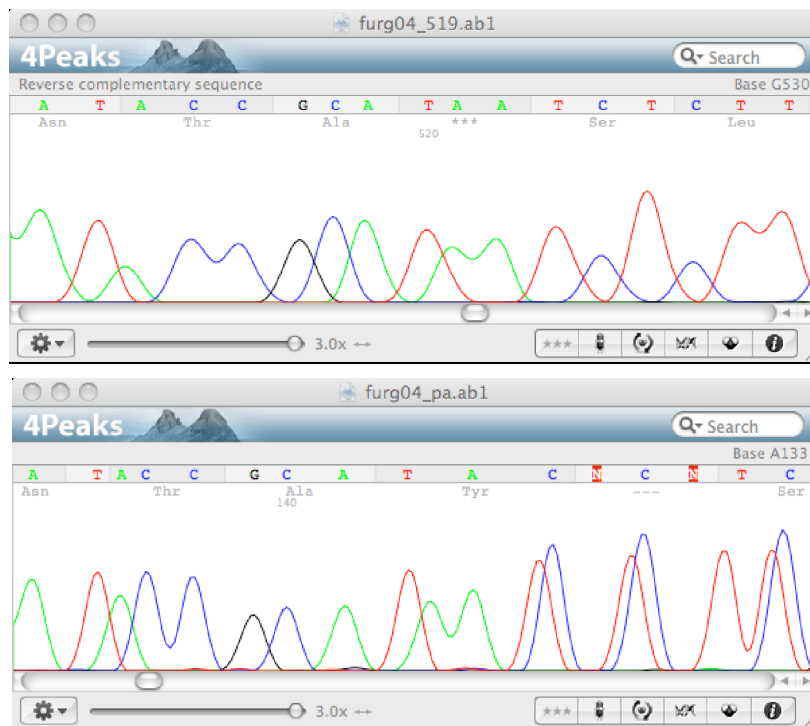 furg04_519.ab1
4Peaks Search
Reverse complementary sequence Base G530
A T A C C G C A T A A T C T C T T
Asn Thr Ala *** Ser Leu
520
3.0x ***
furg04_pa.ab1
4Peaks Search
Base A133
A T A C C G C A T A C N C N T C
Asn Thr Ala Tyr --- Ser
140
3.0x ***